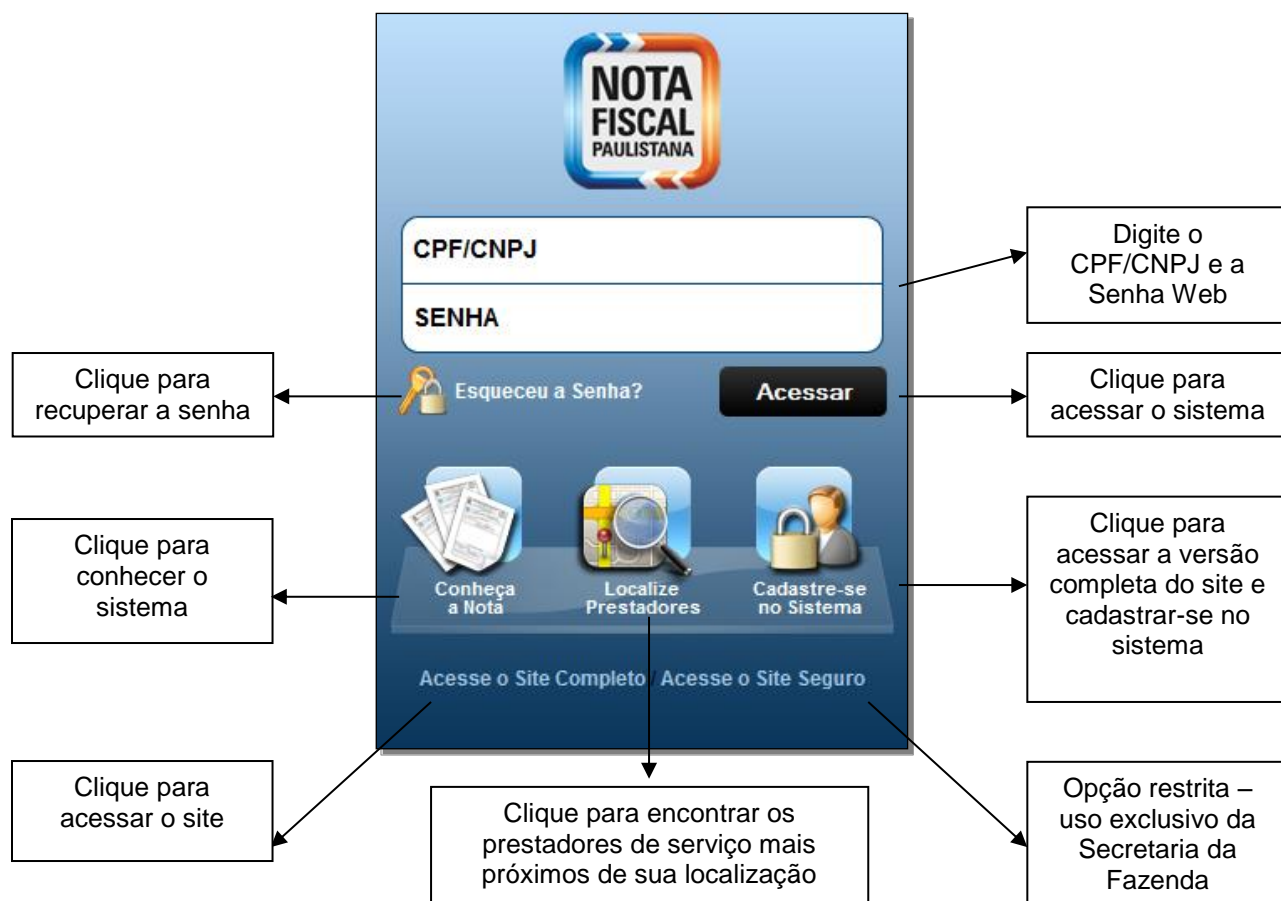 NOTA
FISCAL
PAULISTANA
CPF/CNPJ
SENHA
Digite o
CPF/CNPJ e a
Senha Web
Clique para
recuperar a senha
Esqueceu a Senha?
Acessar
Clique para
acessar o sistema
Clique para
conhecer o
sistema
Conheça
a Nota
Localize
Prestadores
Cadastre-se
no Sistema
Clique para
acessar a versão
completa do site e
cadastrar-se no
sistema
Acesse o Site Completo / Acesse o Site Seguro
Clique para
acessar o site
Clique para encontrar os
prestadores de serviço mais
próximos de sua localização
Opção restrita –
uso exclusivo da
Secretaria da
Fazenda